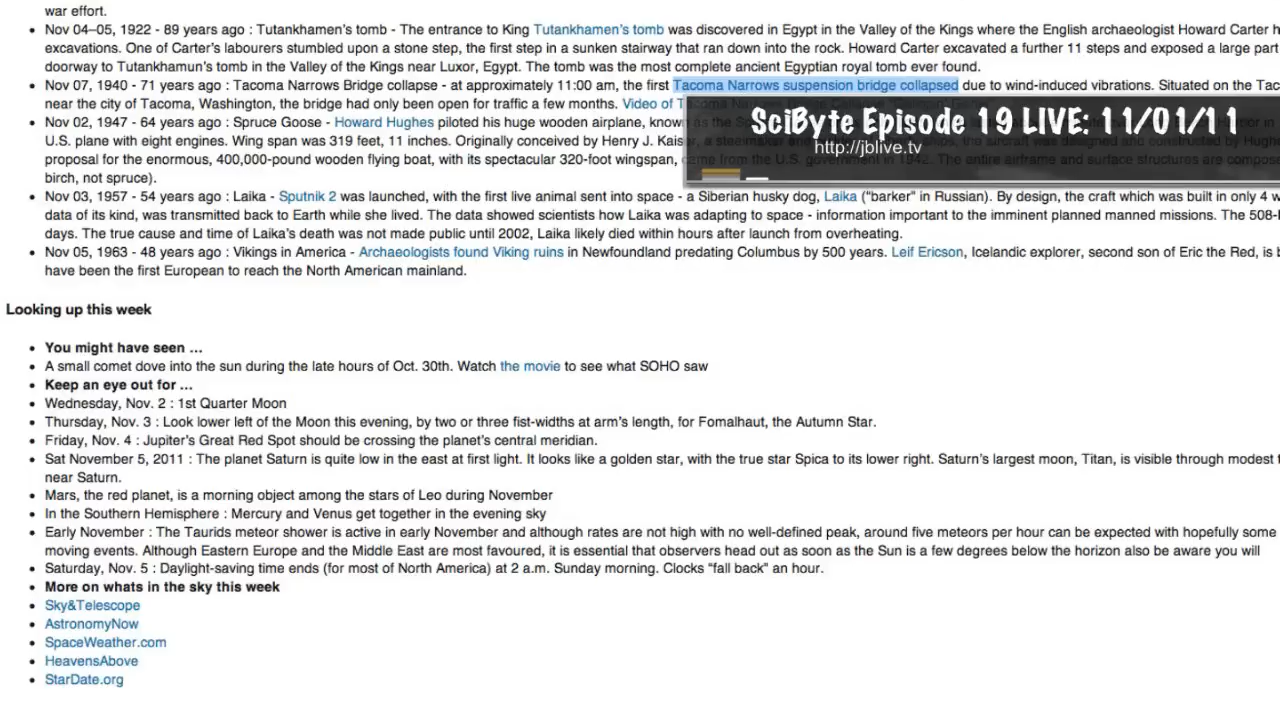 war effort.
• Nov 04–05, 1922 - 89 years ago : Tutankhamen's tomb - The entrance to King Tutankhamen's tomb was discovered in Egypt in the Valley of the Kings where the English archaeologist Howard Carter h
excavations. One of Carter's labourers stumbled upon a stone step, the first step in a sunken stairway that ran down into the rock. Howard Carter excavated a further 11 steps and exposed a large part
doorway to Tutankhamun's tomb in the Valley of the Kings near Luxor, Egypt. The tomb was the most complete ancient Egyptian royal tomb ever found.
• Nov 07, 1940 - 71 years ago : Tacoma Narrows Bridge collapse - at approximately 11:00 am, the first Tacoma Narrows suspension bridge collapsed due to wind-induced vibrations. Situated on the Tac
near the city of Tacoma, Washington, the bridge had only been open for traffic a few months. Video of Tacoma Nar
SciByte Episode 19 LIVE: 11/01/11
http://jblive.tv
• Nov 02, 1947 - 64 years ago : Spruce Goose - Howard Hughes piloted his huge wooden airplane, known as the
U.S. plane with eight engines. Wing span was 319 feet, 11 inches. Originally conceived by Henry J. Kaiser, a steelmaker and the aircraft was designed and constructed by Hughe
proposal for the enormous, 400,000-pound wooden flying boat, with its spectacular 320-foot wingspan, came from the U.S. government in 1942. The entire airframe and surface structures are compos
birch, not spruce).
• Nov 03, 1957 - 54 years ago : Laika - Sputnik 2 was launched, with the first live animal sent into space - a Siberian husky dog, Laika ("barker" in Russian). By design, the craft which was built in only 4 w
data of its kind, was transmitted back to Earth while she lived. The data showed scientists how Laika was adapting to space - information important to the imminent planned manned missions. The 508-l
days. The true cause and time of Laika's death was not made public until 2002, Laika likely died within hours after launch from overheating.
• Nov 05, 1963 - 48 years ago : Vikings in America - Archaeologists found Viking ruins in Newfoundland predating Columbus by 500 years. Leif Ericson, Icelandic explorer, second son of Eric the Red, is b
have been the first European to reach the North American mainland.
Looking up this week
• You might have seen ...
• A small comet dove into the sun during the late hours of Oct. 30th. Watch the movie to see what SOHO saw
• Keep an eye out for ...
• Wednesday, Nov. 2 : 1st Quarter Moon
• Thursday, Nov. 3 : Look lower left of the Moon this evening, by two or three fist-widths at arm's length, for Fomalhaut, the Autumn Star.
• Friday, Nov. 4 : Jupiter's Great Red Spot should be crossing the planet's central meridian.
• Sat November 5, 2011 : The planet Saturn is quite low in the east at first light. It looks like a golden star, with the true star Spica to its lower right. Saturn's largest moon, Titan, is visible through modest t
near Saturn.
• Mars, the red planet, is a morning object among the stars of Leo during November
• In the Southern Hemisphere : Mercury and Venus get together in the evening sky
• Early November : The Taurids meteor shower is active in early November and although rates are not high with no well-defined peak, around five meteors per hour can be expected with hopefully some
moving events. Although Eastern Europe and the Middle East are most favoured, it is essential that observers head out as soon as the Sun is a few degrees below the horizon also be aware you will
• Saturday, Nov. 5 : Daylight-saving time ends (for most of North America) at 2 a.m. Sunday morning. Clocks "fall back" an hour.
• More on whats in the sky this week
• Sky&Telescope
• AstronomyNow
• SpaceWeather.com
• HeavensAbove
• StarDate.org